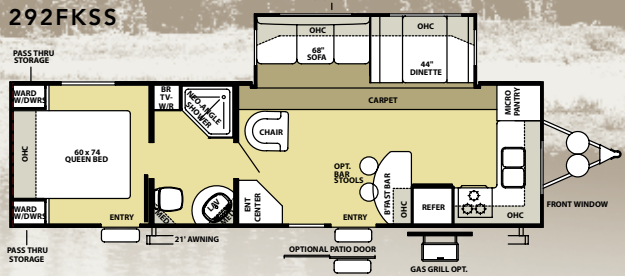 292FKSS
PASS THRU
STORAGE
WARD
W/DWRS
OHC
60 x 74
QUEEN BED
WARD
W/DWRS
PASS THRU
STORAGE
ENTRY
BR
TV-
W/R
NEO-ANGLE
SHOWER
MED
LAV
21' AWNING
OHC
68"
SOFA
OHC
44"
DINETTE
CARPET
CHAIR
ENT
CENTER
OPT.
BAR
STOOLS
B'FAST BAR
ENTRY
OHC
REFER
MICRO
PANTRY
OHC
FRONT WINDOW
OPTIONAL PATIO DOOR
GAS GRILL OPT.